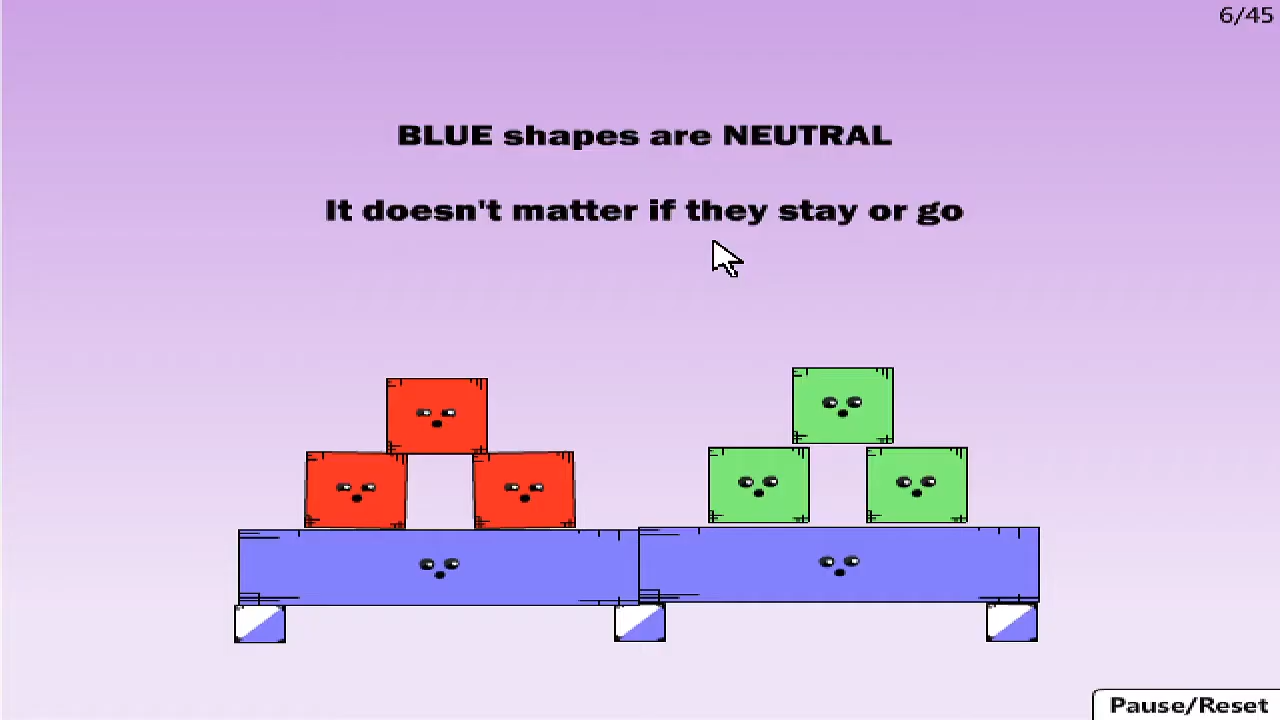 6/45
BLUE shapes are NEUTRAL
It doesn't matter if they stay or go
Pause/Reset